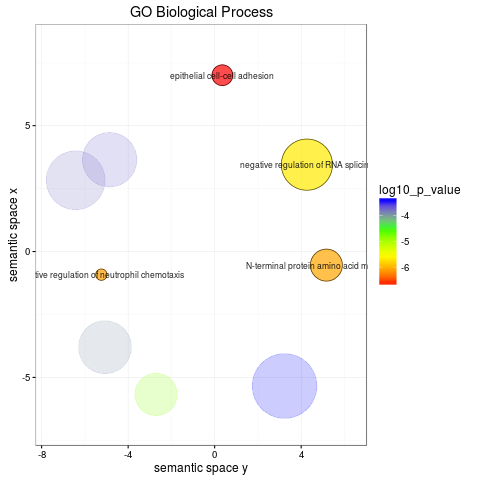 GO Biological Process
epithelial cell-cell adhesion
negative regulation of RNA splicin
N-terminal protein amino acid m
tive regulation of neutrophil chemotaxis
5
0
-5
-8
-4
0
4
semantic space y
semantic space x
log10_p_value
-4
-5
-6